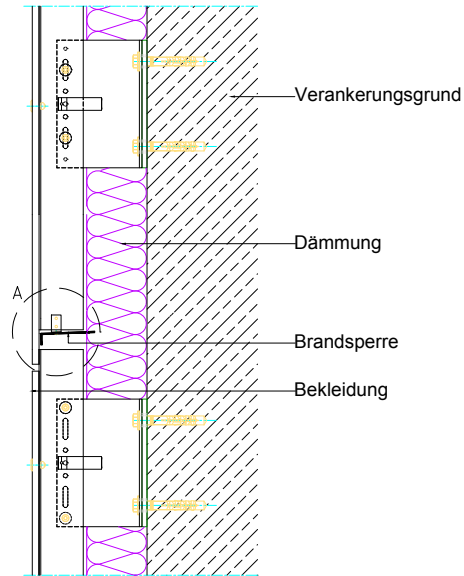 Verankerungsgrund
Dämmung
A
Brandsperre
Bekleidung